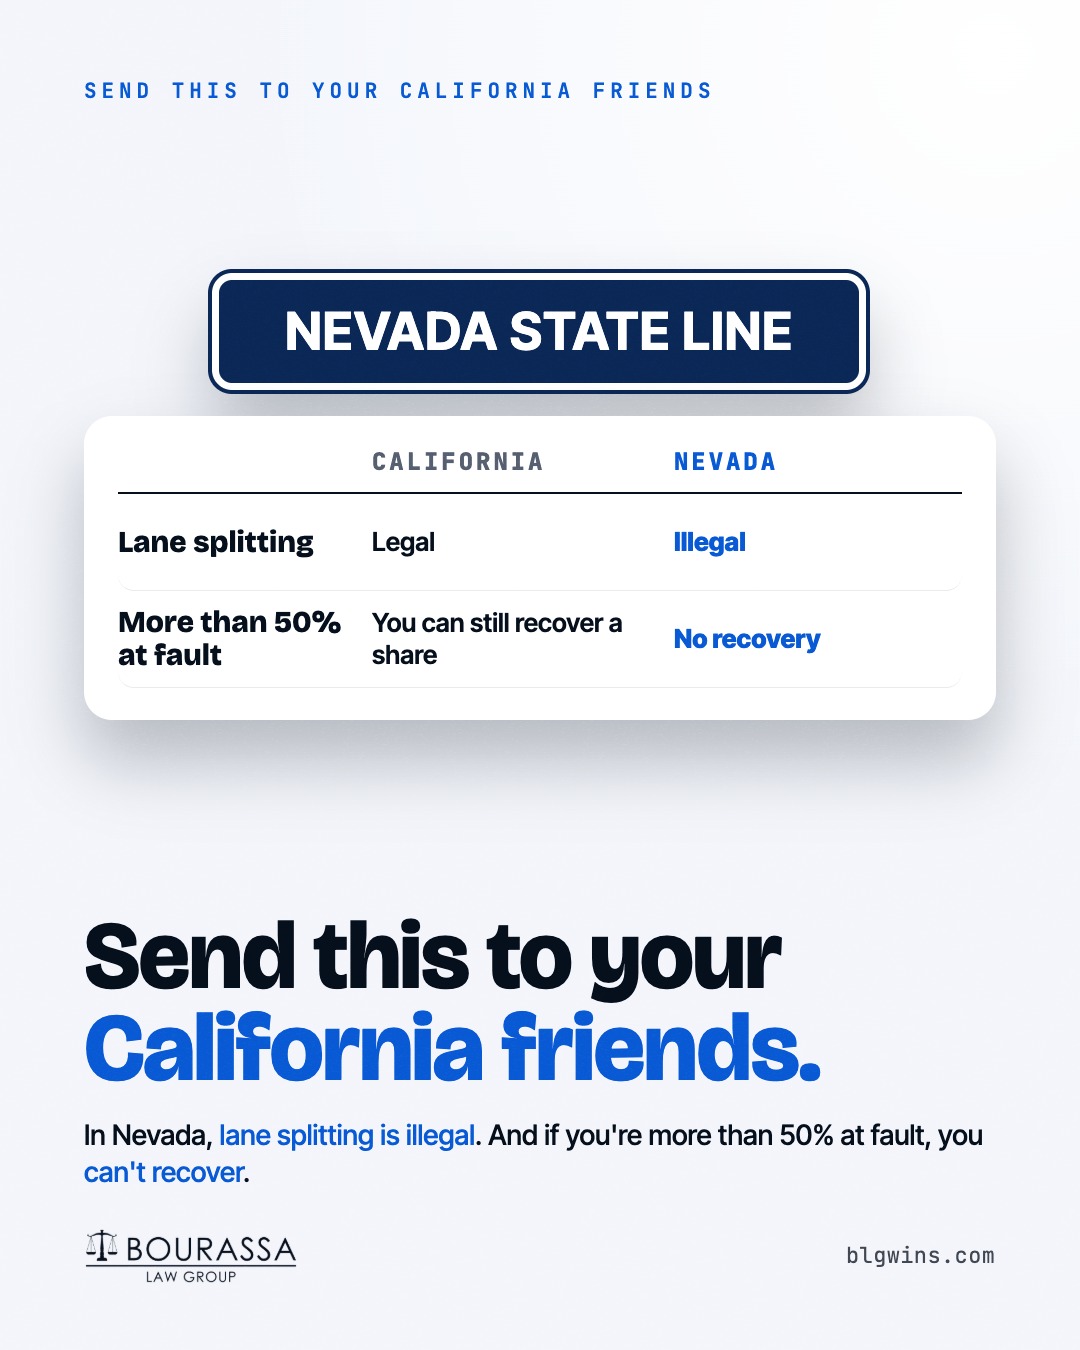 SEND THIS TO YOUR CALIFORNIA FRIENDS
NEVADA STATE LINE
CALIFORNIA NEVADA
Lane splitting Legal Illegal
More than 50% at fault You can still recover a share No recovery
Send this to your
California friends.
In Nevada, lane splitting is illegal. And if you're more than 50% at fault, you
can't recover.
BOURASSA
LAW GROUP
blgwins.com